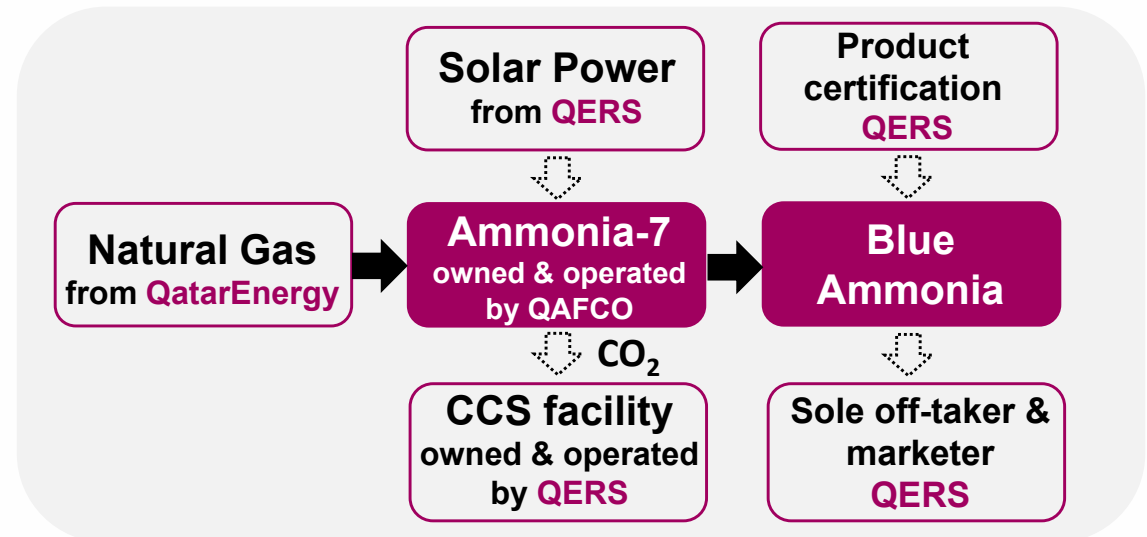 Solar Power
from QERS
Product
certification
QERS
Natural Gas
from QatarEnergy
Ammonia-7
owned & operated
by QAFCO
Blue
Ammonia
CO₂
CCS facility
owned & operated
by QERS
Sole off-taker &
marketer
QERS